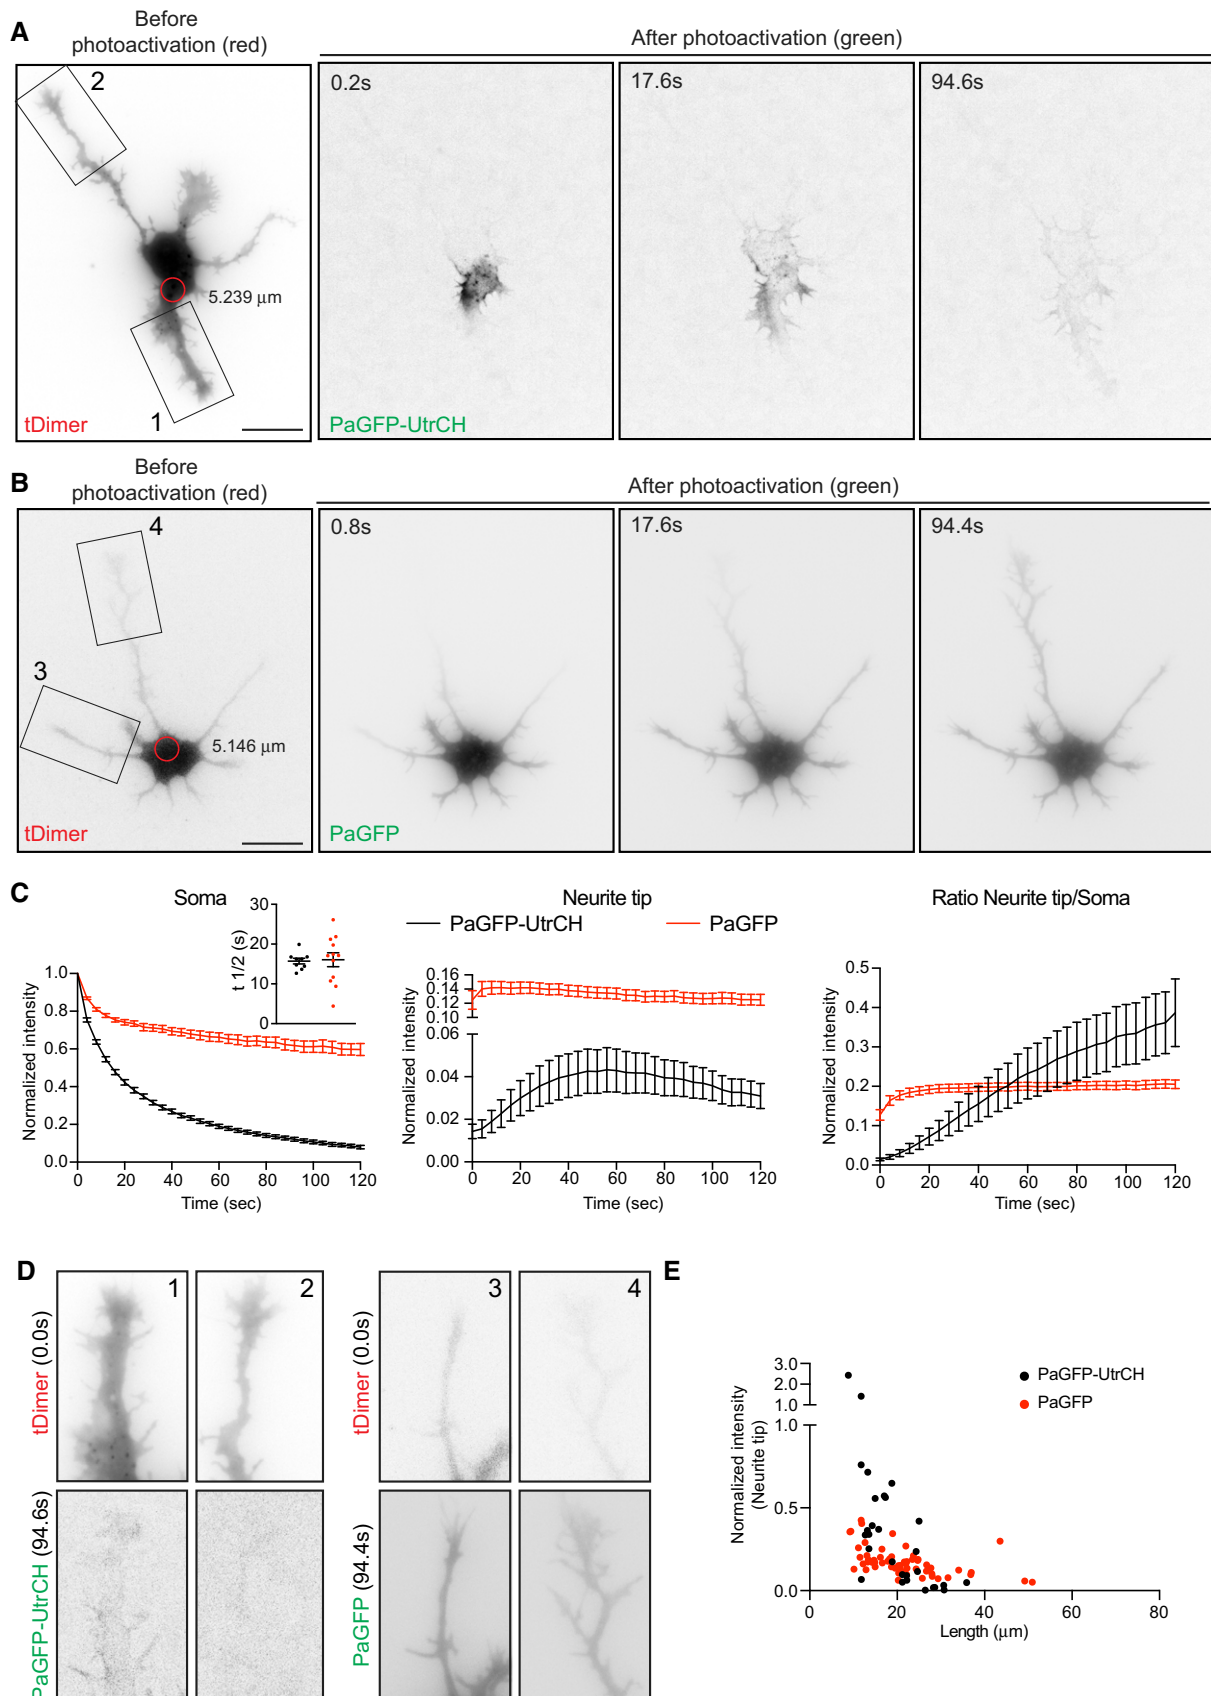 A
Before
photoactivation (red)
After photoactivation (green)
2
1
5.239 μm
tDimer
0.2s
PaGFP-UtrCH
17.6s
94.6s
B
Before
photoactivation (red)
After photoactivation (green)
4
3
5.146 μm
tDimer
0.8s
PaGFP
17.6s
94.4s
C
Soma
Neurite tip
Ratio Neurite tip/Soma
PaGFP-UtrCH
PaGFP
t 1/2 (s)
30
20
10
0
Normalized intensity
1.0
0.8
0.6
0.4
0.2
0.0
0 20 40 60 80 100 120
Time (sec)
Normalized intensity
0.16
0.14
0.12
0.10
0.06
0.04
0.02
0.00
0 20 40 60 80 100 120
Time (sec)
Normalized intensity
0.5
0.4
0.3
0.2
0.1
0.0
0 20 40 60 80 100 120
Time (sec)
D
tDimer (0.0s)
1
2
PaGFP-UtrCH (94.6s)
tDimer (0.0s)
3
4
PaGFP (94.4s)
E
Normalized intensity
(Neurite tip)
3.0
2.0
1.0
1.0
0.5
0.0
PaGFP-UtrCH
PaGFP
0 20 40 60 80
Length (μm)